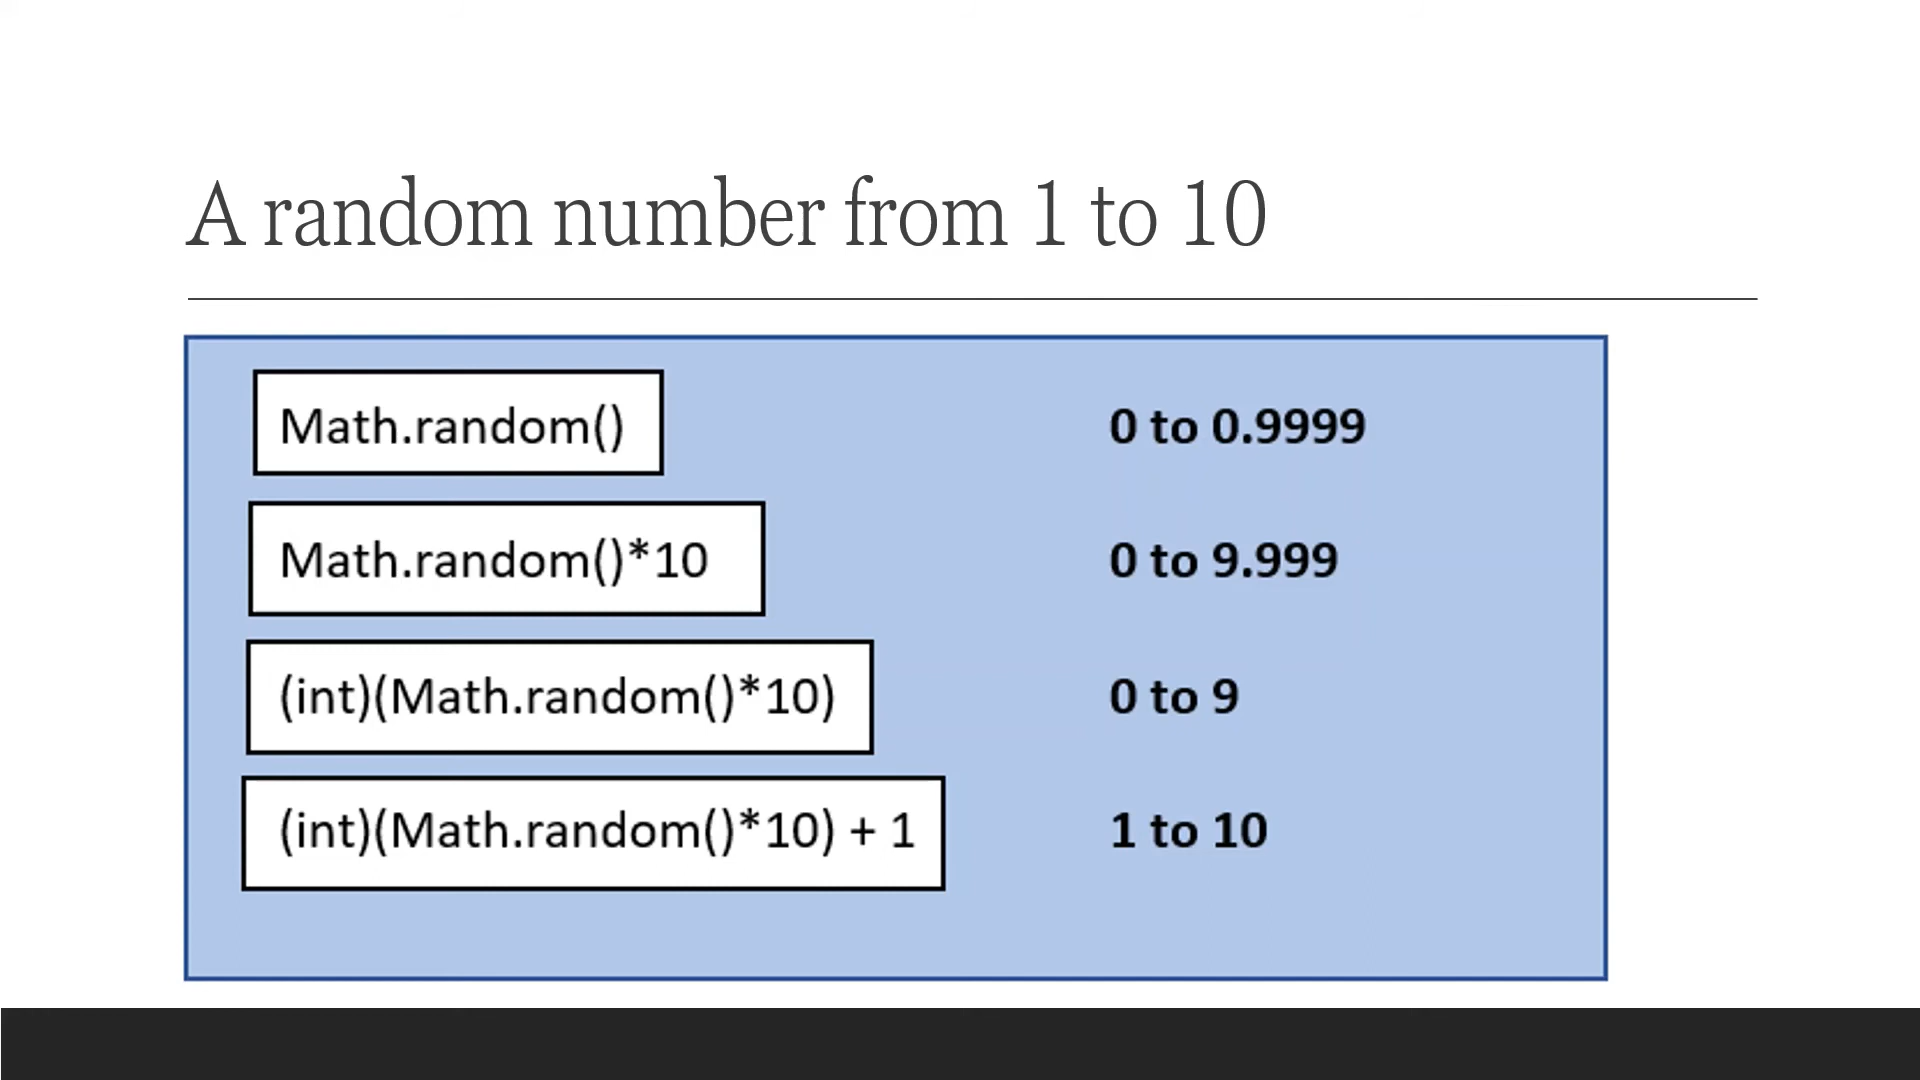 A random number from 1 to 10
Math.random() 0 to 0.9999
Math.random()*10 0 to 9.999
(int)(Math.random()*10) 0 to 9
(int)(Math.random()*10) + 1 1 to 10